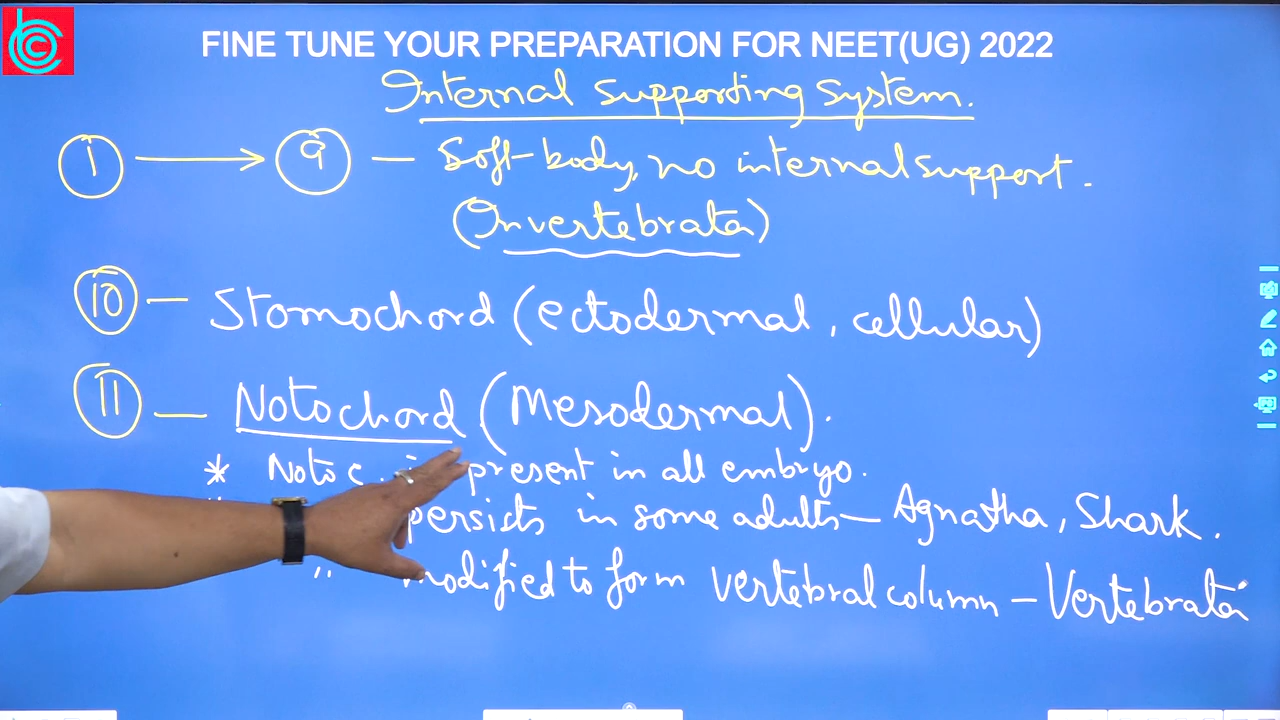 FINE TUNE YOUR PREPARATION FOR NEET(UG) 2022
Internal Supporting System.
1 → 9 — Soft-body, no internal support.
(Invertebrata)
10 — Stomochord (ectodermal, cellular)
11 — Notochord (Mesodermal).
* Noto c. present in all embryo.
" persists in some adults — Agnatha, Shark.
" modified to form vertebral column — Vertebrata